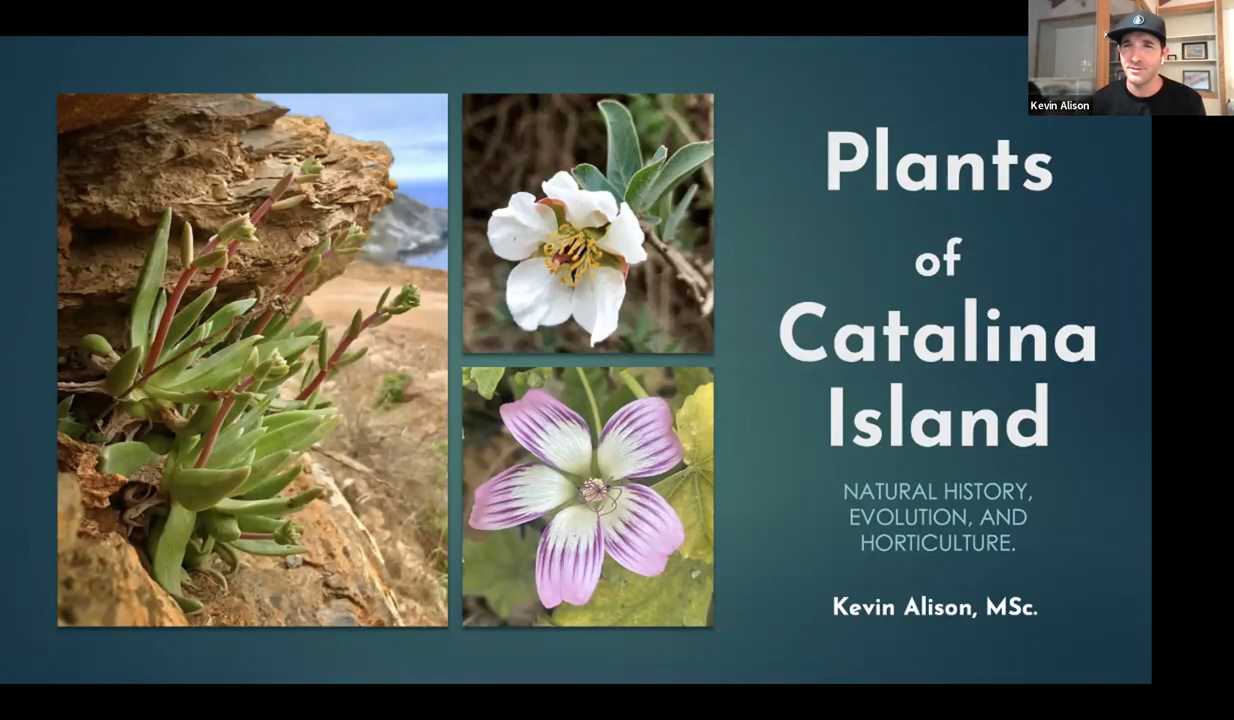 Kevin Alison
Plants
of
Catalina
Island
NATURAL HISTORY,
EVOLUTION, AND
HORTICULTURE.
Kevin Alison, MSc.